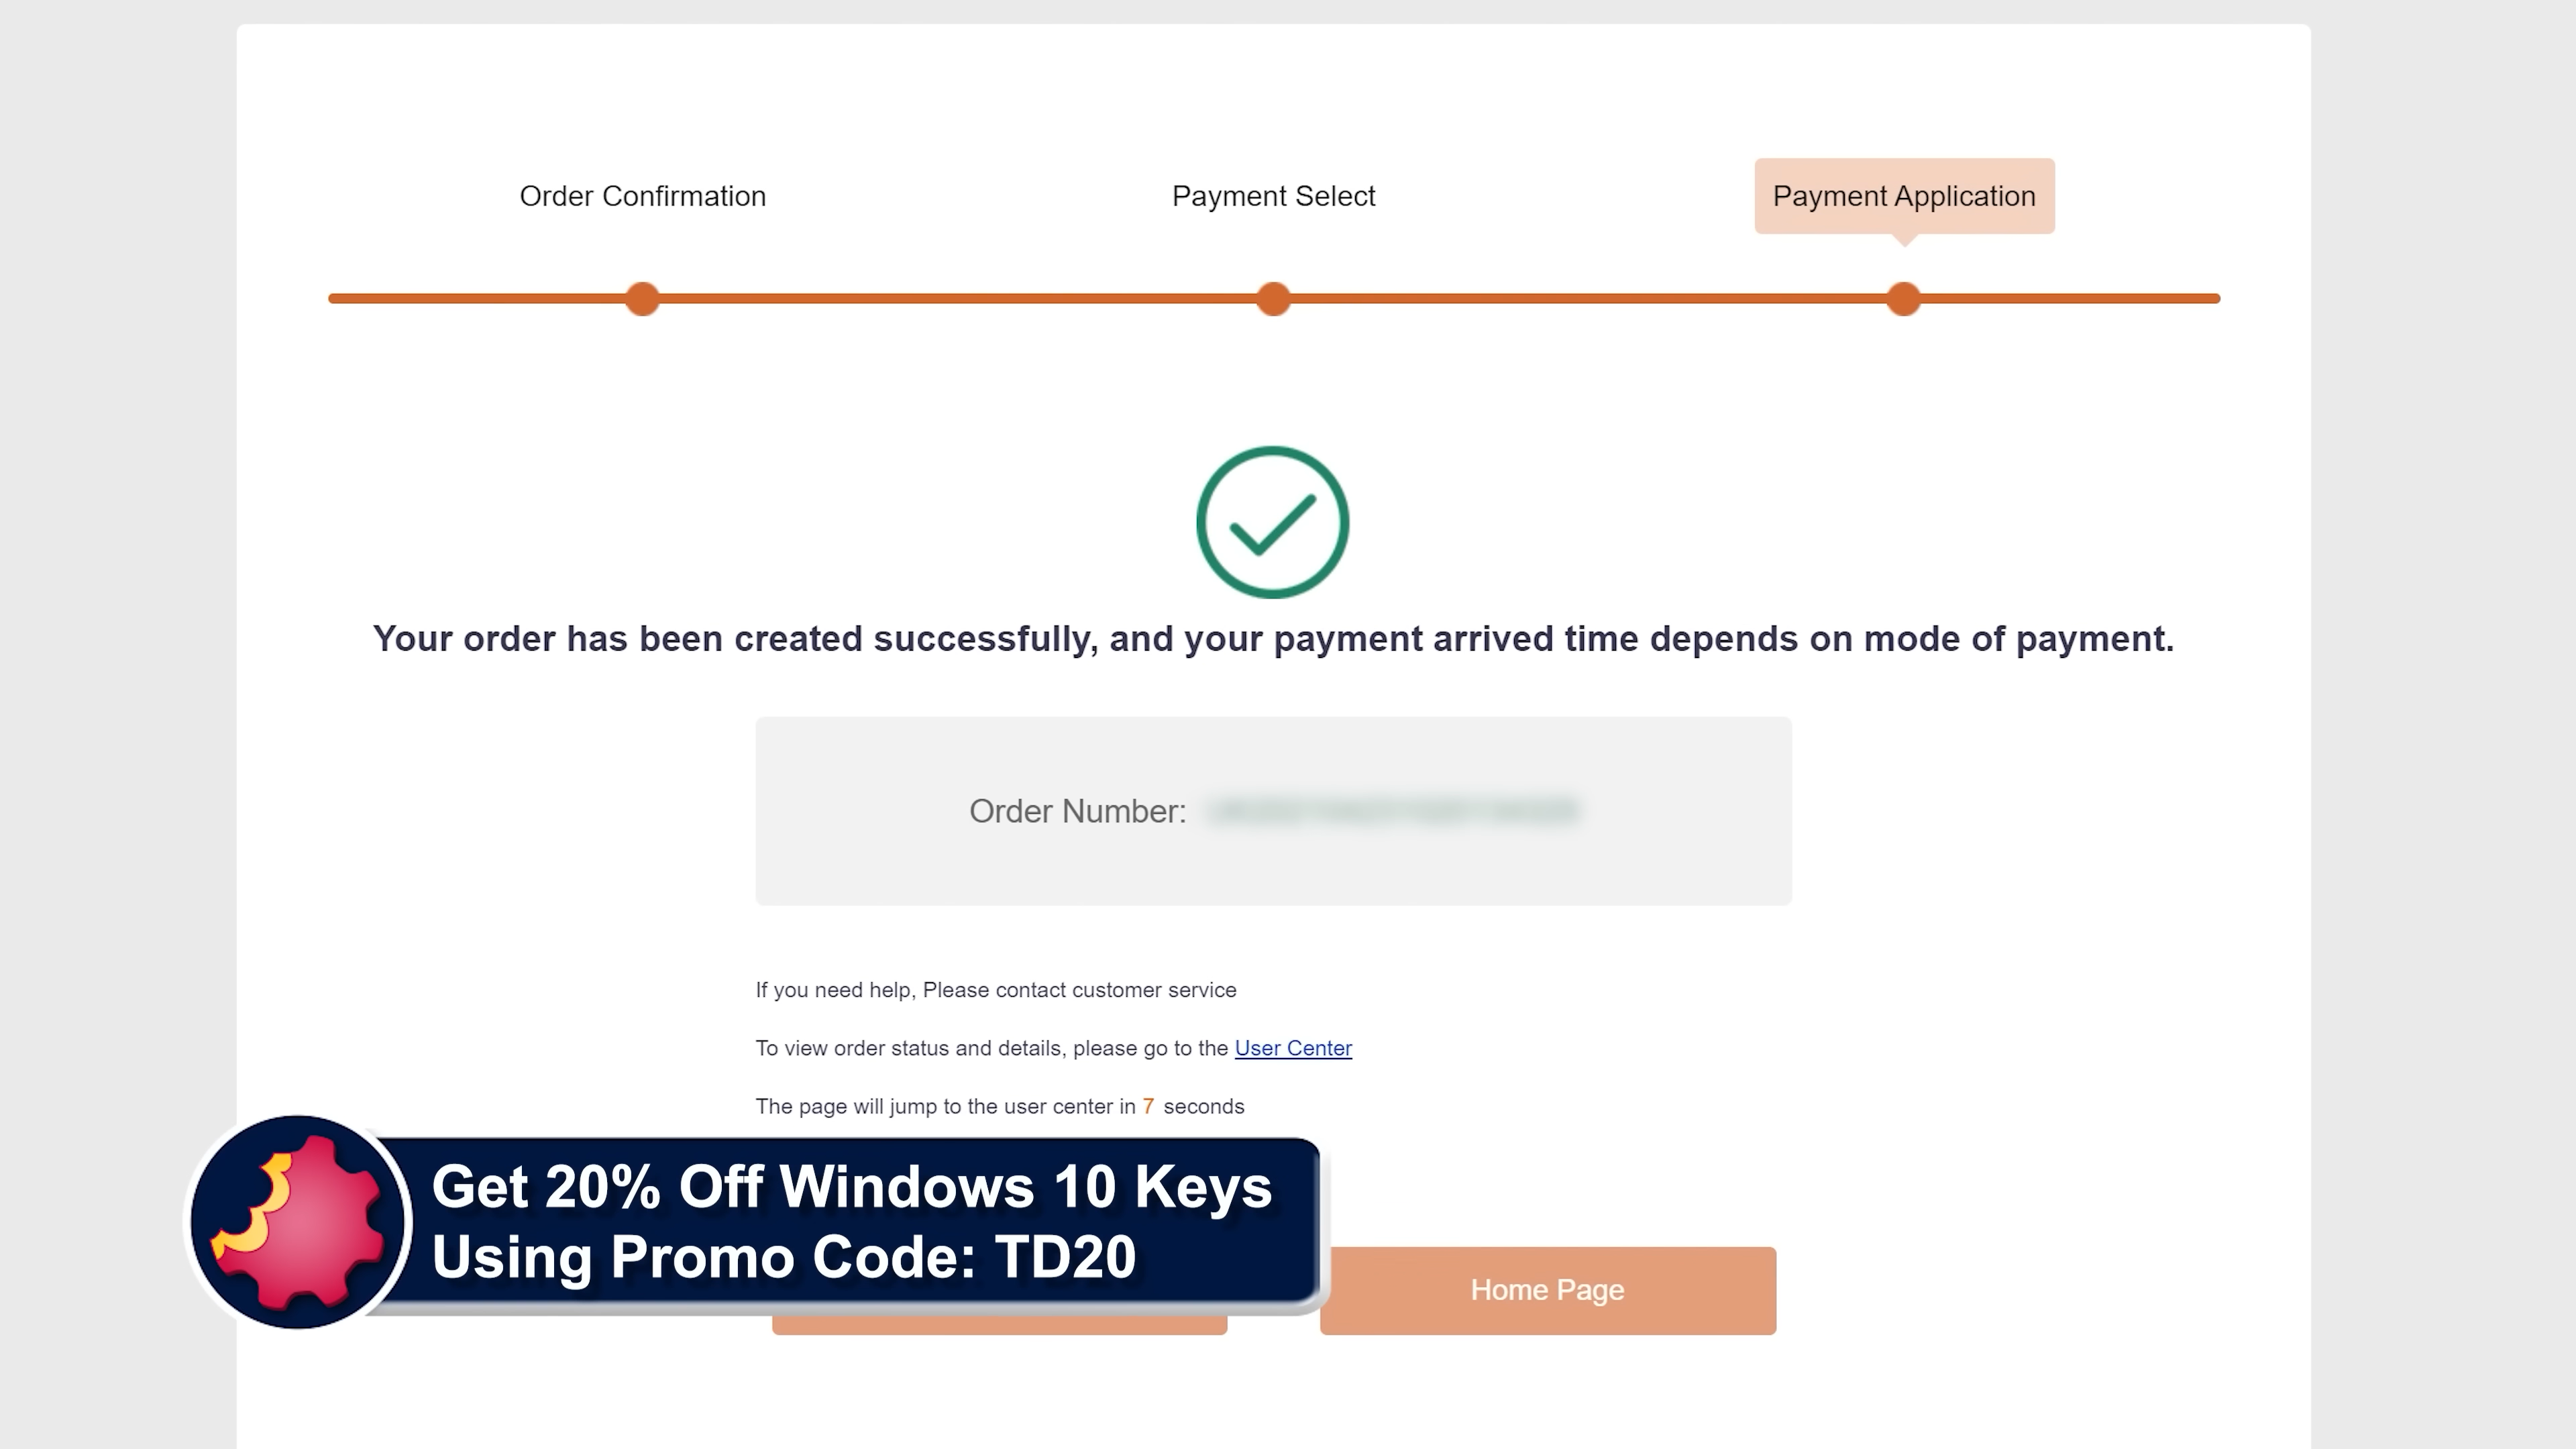 Order Confirmation
Payment Select
Payment Application
Your order has been created successfully, and your payment arrived time depends on mode of payment.
Order Number:
If you need help, Please contact customer service
To view order status and details, please go to the User Center
The page will jump to the user center in 7 seconds
Get 20% Off Windows 10 Keys
Using Promo Code: TD20
Home Page